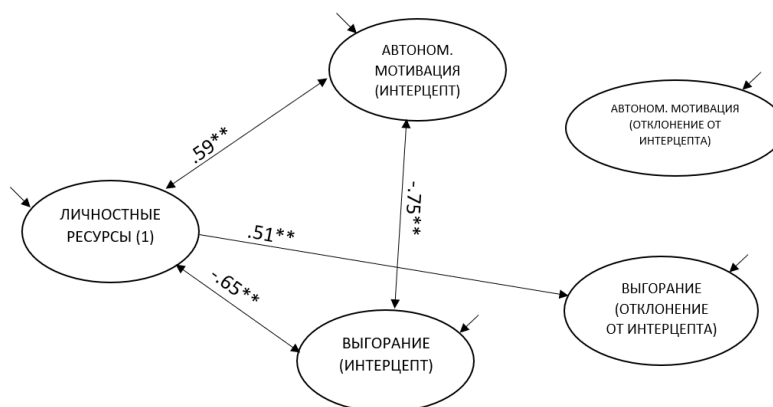 АВТОНОМ.
МОТИВАЦИЯ
(ИНТЕРЦЕПТ)
АВТОНОМ. МОТИВАЦИЯ
(ОТКЛОНЕНИЕ ОТ
ИНТЕРЦЕПТА)
.59**
-.75**
ЛИЧНОСТНЫЕ
РЕСУРСЫ (1)
.51**
-.65**
ВЫГОРАНИЕ
(ОТКЛОНЕНИЕ
ОТ ИНТЕРЦЕПТА)
ВЫГОРАНИЕ
(ИНТЕРЦЕПТ)